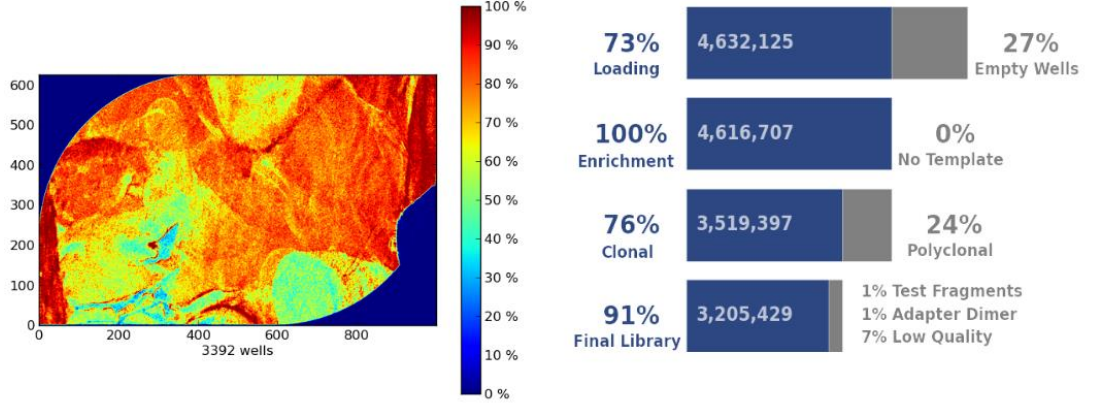 100 %
90 %
80 %
70 %
60 %
50 %
40 %
30 %
20 %
10 %
0 %
600
500
400
300
200
100
0
0 200 400 600 800
3392 wells
73%
Loading
4,632,125
27%
Empty Wells
100%
Enrichment
4,616,707
0%
No Template
76%
Clonal
3,519,397
24%
Polyclonal
91%
Final Library
3,205,429
1% Test Fragments
1% Adapter Dimer
7% Low Quality